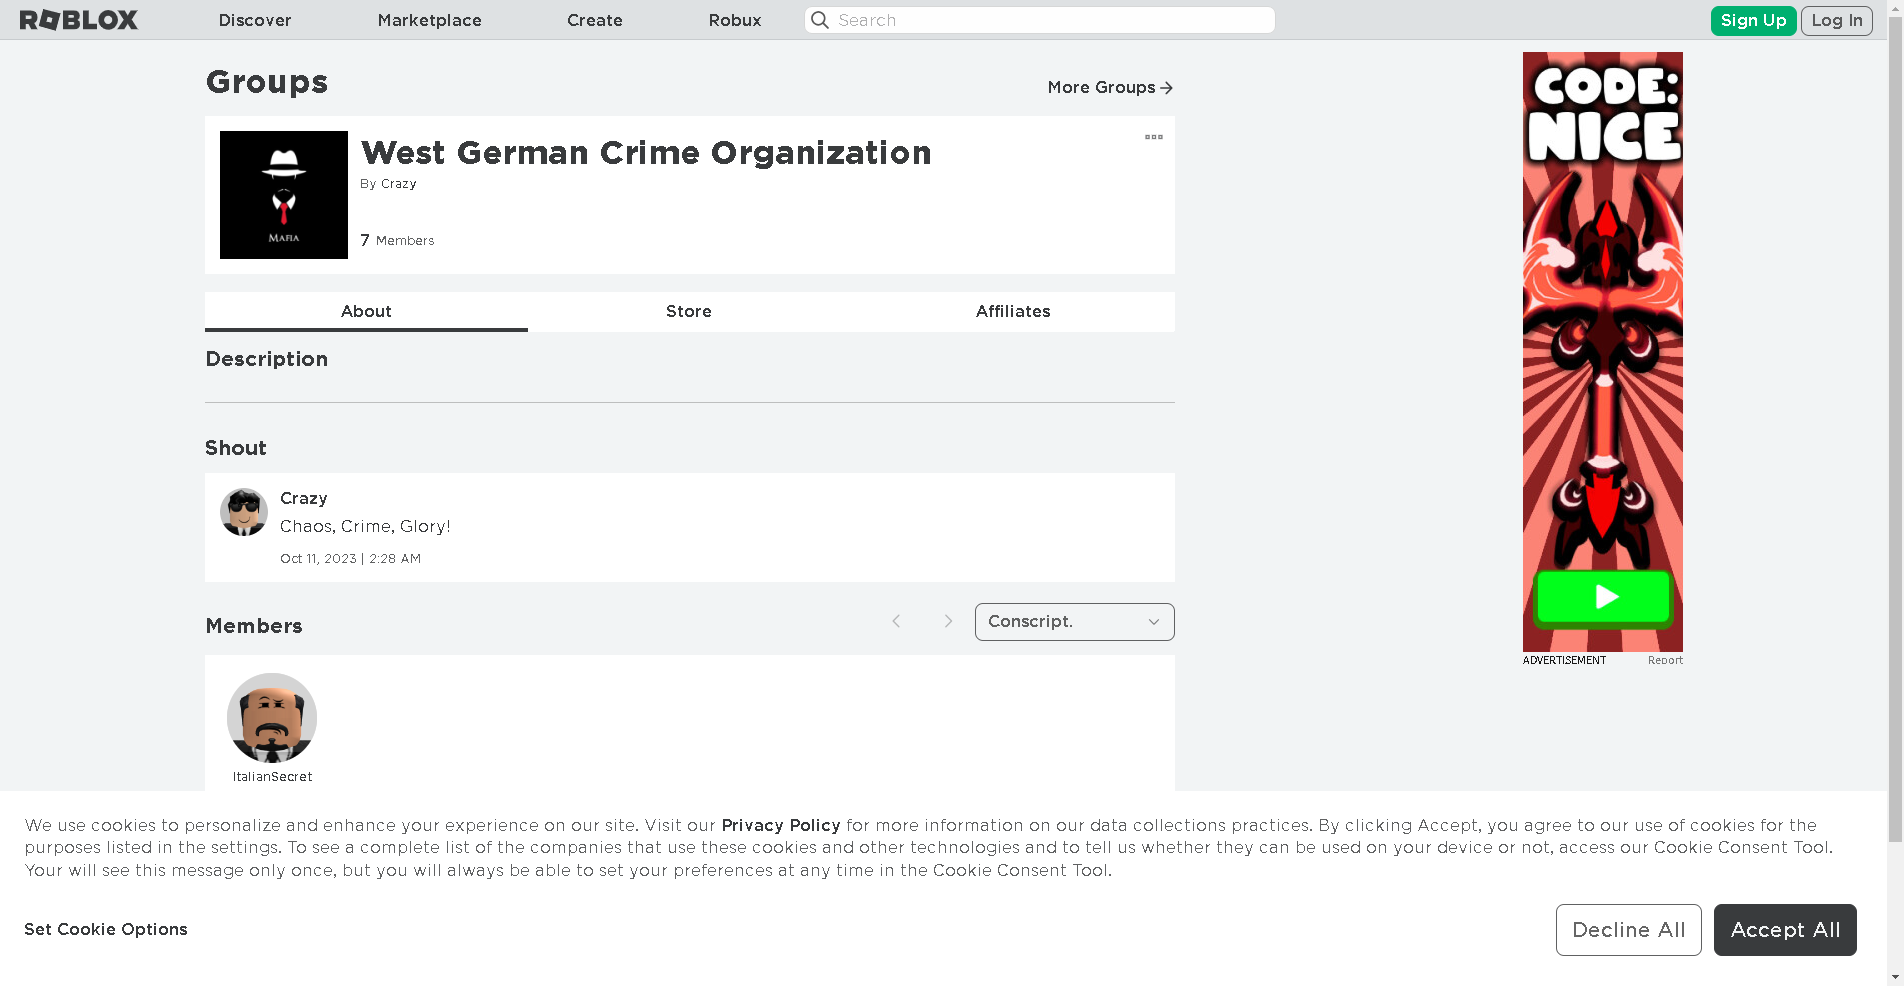 ROBLOX Discover Marketplace Create Robux Search Sign Up Log In
Groups
More Groups
West German Crime Organization
By Crazy
7 Members
MAFIA
About Store Affiliates
Description
Shout
Crazy
Chaos, Crime, Glory!
Oct 11, 2023 | 2:28 AM
Members
Conscript.
ItalianSecret
CODE:
NICE
ADVERTISEMENT Report
We use cookies to personalize and enhance your experience on our site. Visit our Privacy Policy for more information on our data collections practices. By clicking Accept, you agree to our use of cookies for the
purposes listed in the settings. To see a complete list of the companies that use these cookies and other technologies and to tell us whether they can be used on your device or not, access our Cookie Consent Tool.
Your will see this message only once, but you will always be able to set your preferences at any time in the Cookie Consent Tool.
Set Cookie Options
Decline All
Accept All